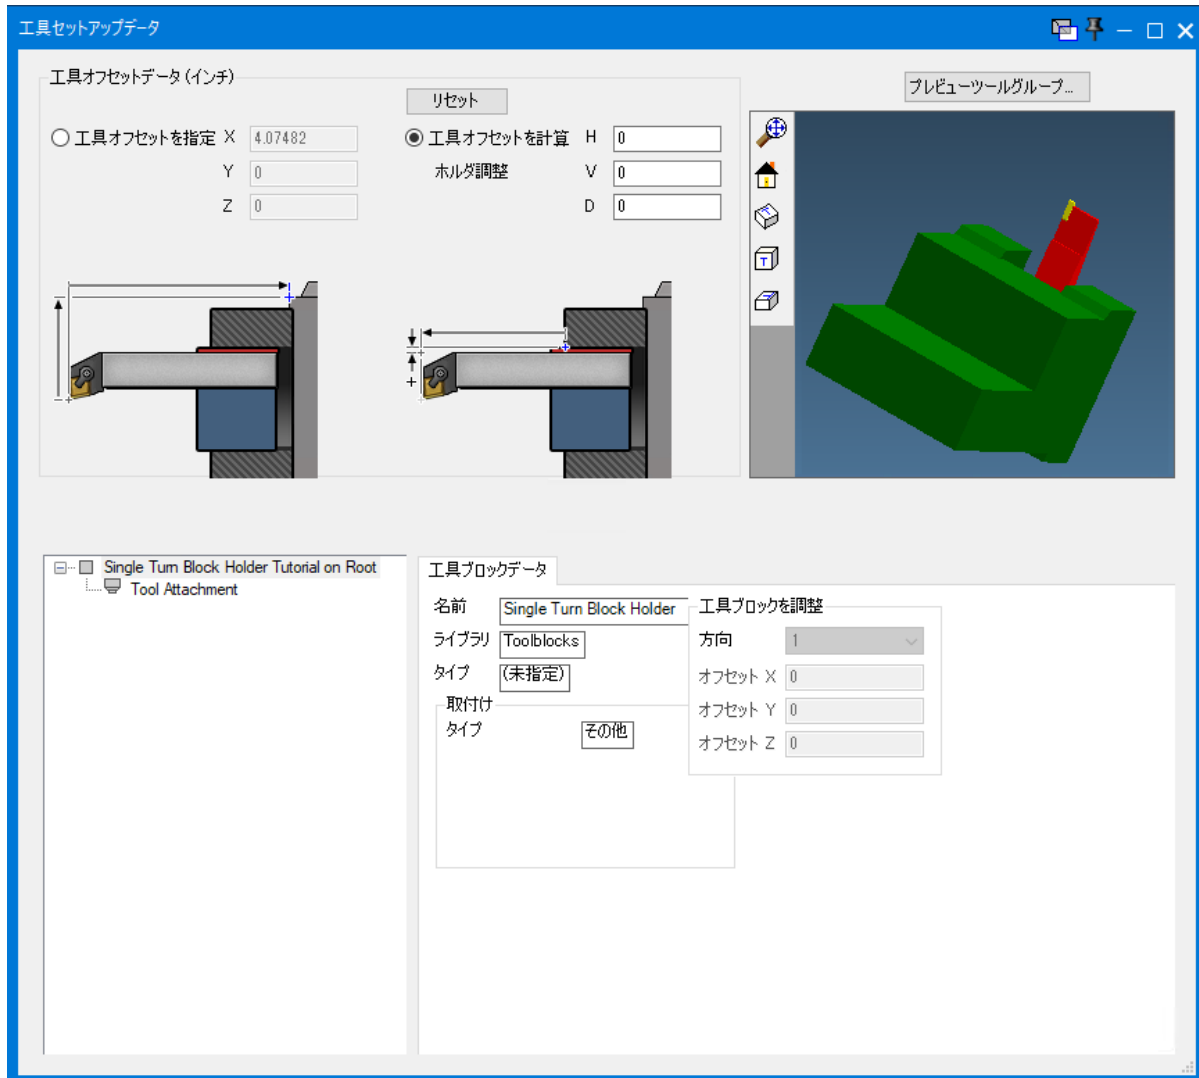 工具セットアップデータ
工具オフセットデータ (インチ)
リセット
プレビューツールグループ...
工具オフセットを指定 X 4.07482
工具オフセットを計算 H 0
Y 0
ホルダ調整 V 0
Z 0
D 0
T
Single Turn Block Holder Tutorial on Root
Tool Attachment
工具ブロックデータ
名前 Single Turn Block Holder
ライブラリ Toolblocks
タイプ (未指定)
取付け
タイプ その他
工具ブロックを調整
方向 1
オフセット X 0
オフセット Y 0
オフセット Z 0